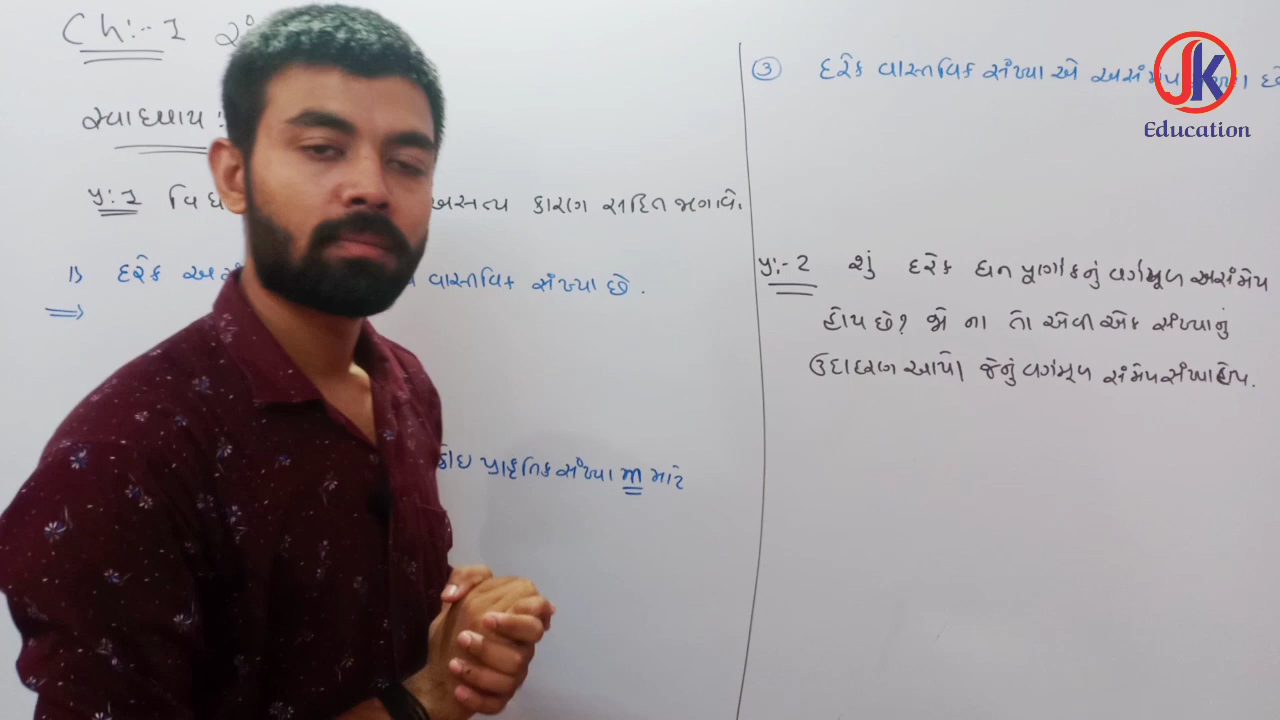 Ch:- 1
સ્વાધ્યાય :
પ્ર:1 અસત્ય કારણ સહિત જણાવો.
1) દરેક વાસ્તવિક સંખ્યા છે.
કોઇ પ્રાકૃતિક સંખ્યા m માટે
③ દરેક વાસ્તવિક સંખ્યા એ
JK
Education
પ્ર:- 2 શું દરેક ધન પૂર્ણાંકનું વર્ગમૂળ અસંમેય
હોય છે? જો ના તો એવી એક સંખ્યાનું
ઉદાહરણ આપો જેનું વર્ગમૂળ સંમેય સંખ્યા હોય.